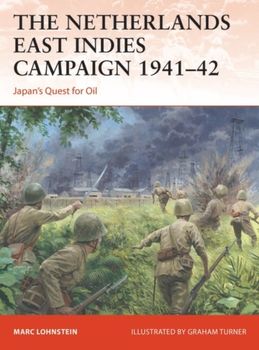 THE NETHERLANDS
EAST INDIES
CAMPAIGN 1941–42
Japan's Quest for Oil
MARC LOHNSTEIN
ILLUSTRATED BY GRAHAM TURNER